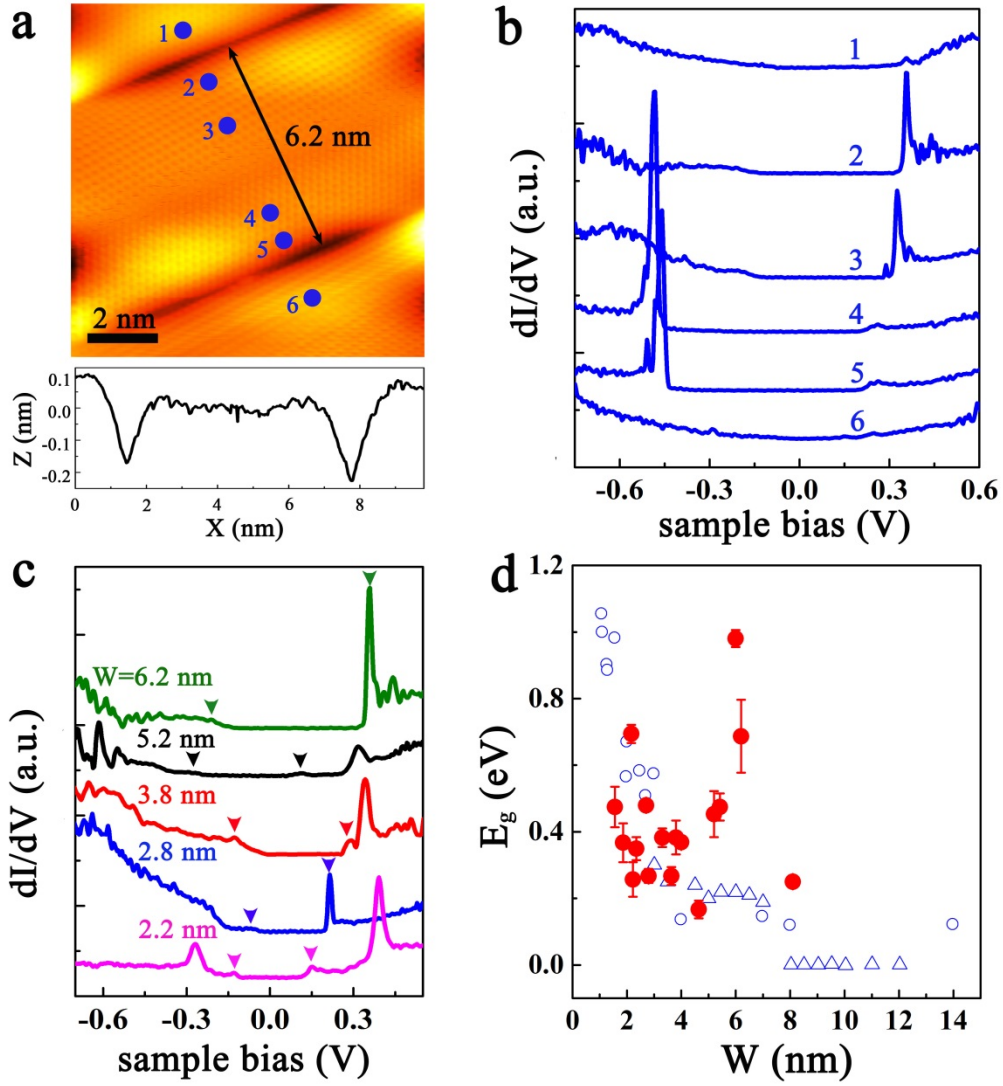 a
1
2
3
6.2 nm
4
5
6
2 nm
Z (nm)
0.1
0.0
-0.1
-0.2
0 2 4 6 8
X (nm)
b
dI/dV (a.u.)
1
2
3
4
5
6
-0.6 -0.3 0.0 0.3 0.6
sample bias (V)
c
dI/dV (a.u.)
W=6.2 nm
5.2 nm
3.8 nm
2.8 nm
2.2 nm
-0.6 -0.3 0.0 0.3
sample bias (V)
d
Eg (eV)
1.2
0.8
0.4
0.0
0 2 4 6 8 10 12 14
W (nm)